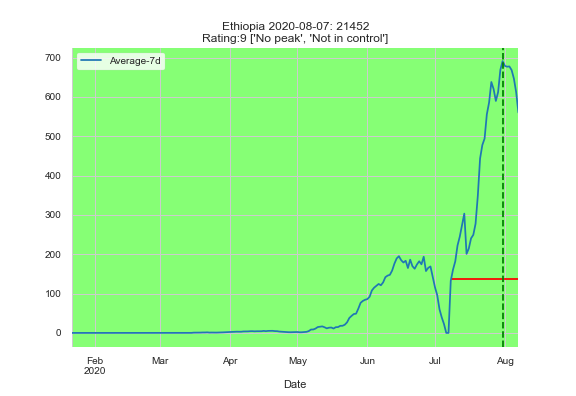 Ethiopia 2020-08-07: 21452
Rating:9 ['No peak', 'Not in control']
Average-7d
700
600
500
400
300
200
100
0
Feb Mar Apr May Jun Jul Aug
2020
Date